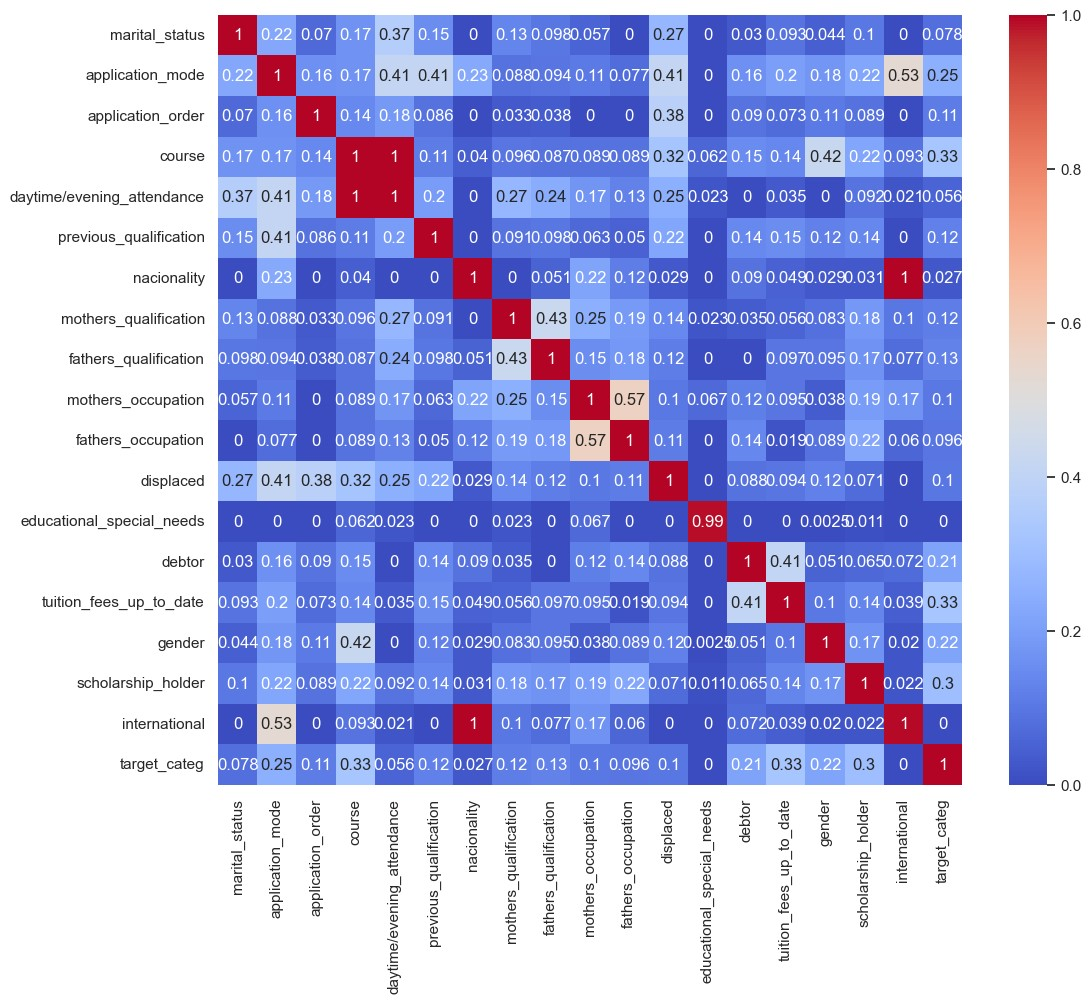 marital_status 1 0.22 0.07 0.17 0.37 0.15 0 0.13 0.098 0.057 0 0.27 0 0.03 0.093 0.044 0.1 0 0.078
application_mode 0.22 1 0.16 0.17 0.41 0.41 0.23 0.088 0.094 0.11 0.077 0.41 0 0.16 0.2 0.18 0.22 0.53 0.25
application_order 0.07 0.16 1 0.14 0.18 0.086 0 0.033 0.038 0 0 0.38 0 0.09 0.073 0.11 0.089 0 0.11
course 0.17 0.17 0.14 1 1 0.11 0.04 0.096 0.087 0.089 0.089 0.32 0.062 0.15 0.14 0.42 0.22 0.093 0.33
daytime/evening_attendance 0.37 0.41 0.18 1 1 0.2 0 0.27 0.24 0.17 0.13 0.25 0.023 0 0.035 0 0.092 0.021 0.056
previous_qualification 0.15 0.41 0.086 0.11 0.2 1 0 0.091 0.098 0.063 0.05 0.22 0 0.14 0.15 0.12 0.14 0 0.12
nacionality 0 0.23 0 0.04 0 0 1 0 0.051 0.22 0.12 0.029 0 0.09 0.049 0.029 0.031 1 0.027
mothers_qualification 0.13 0.088 0.033 0.096 0.27 0.091 0 1 0.43 0.25 0.19 0.14 0.023 0.035 0.056 0.083 0.18 0.1 0.12
fathers_qualification 0.098 0.094 0.038 0.087 0.24 0.098 0.051 0.43 1 0.15 0.18 0.12 0 0 0.097 0.095 0.17 0.077 0.13
mothers_occupation 0.057 0.11 0 0.089 0.17 0.063 0.22 0.25 0.15 1 0.57 0.1 0.067 0.12 0.095 0.038 0.19 0.17 0.1
fathers_occupation 0 0.077 0 0.089 0.13 0.05 0.12 0.19 0.18 0.57 1 0.11 0 0.14 0.019 0.089 0.22 0.06 0.096
displaced 0.27 0.41 0.38 0.32 0.25 0.22 0.029 0.14 0.12 0.1 0.11 1 0 0.088 0.094 0.12 0.071 0 0.1
educational_special_needs 0 0 0 0.062 0.023 0 0 0.023 0 0.067 0 0 0.99 0 0 0.0025 0.011 0 0
debtor 0.03 0.16 0.09 0.15 0 0.14 0.09 0.035 0 0.12 0.14 0.088 0 1 0.41 0.051 0.065 0.072 0.21
tuition_fees_up_to_date 0.093 0.2 0.073 0.14 0.035 0.15 0.049 0.056 0.097 0.095 0.019 0.094 0 0.41 1 0.1 0.14 0.039 0.33
gender 0.044 0.18 0.11 0.42 0 0.12 0.029 0.083 0.095 0.038 0.089 0.12 0.0025 0.051 0.1 1 0.17 0.02 0.22
scholarship_holder 0.1 0.22 0.089 0.22 0.092 0.14 0.031 0.18 0.17 0.19 0.22 0.071 0.011 0.065 0.14 0.17 1 0.022 0.3
international 0 0.53 0 0.093 0.021 0 1 0.1 0.077 0.17 0.06 0 0 0.072 0.039 0.02 0.022 1 0
target_categ 0.078 0.25 0.11 0.33 0.056 0.12 0.027 0.12 0.13 0.1 0.096 0.1 0 0.21 0.33 0.22 0.3 0 1
marital_status
application_mode
application_order
course
daytime/evening_attendance
previous_qualification
nacionality
mothers_qualification
fathers_qualification
mothers_occupation
fathers_occupation
displaced
educational_special_needs
debtor
tuition_fees_up_to_date
gender
scholarship_holder
international
target_categ
1.0
0.8
0.6
0.4
0.2
0.0